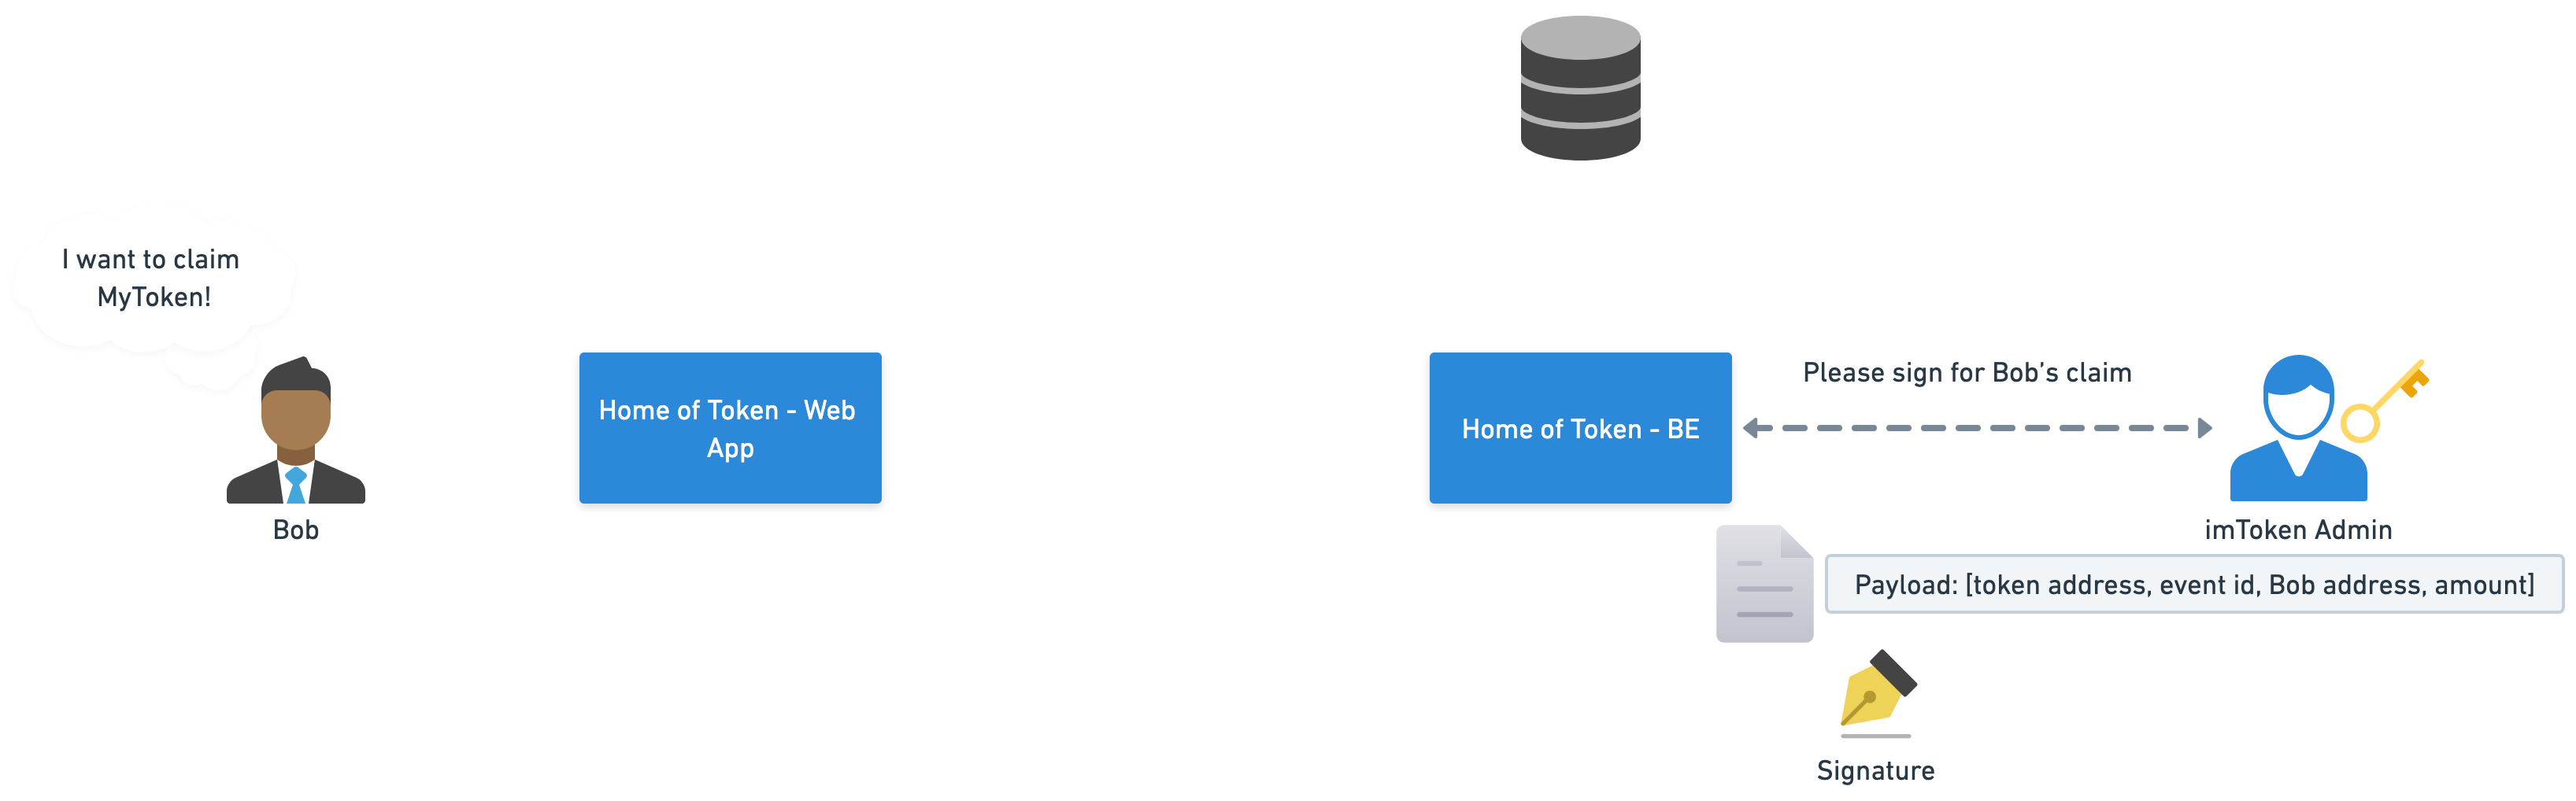 I want to claim
MyToken!
Bob
Home of Token - Web
App
Home of Token - BE
Please sign for Bob’s claim
imToken Admin
Payload: [token address, event id, Bob address, amount]
Signature